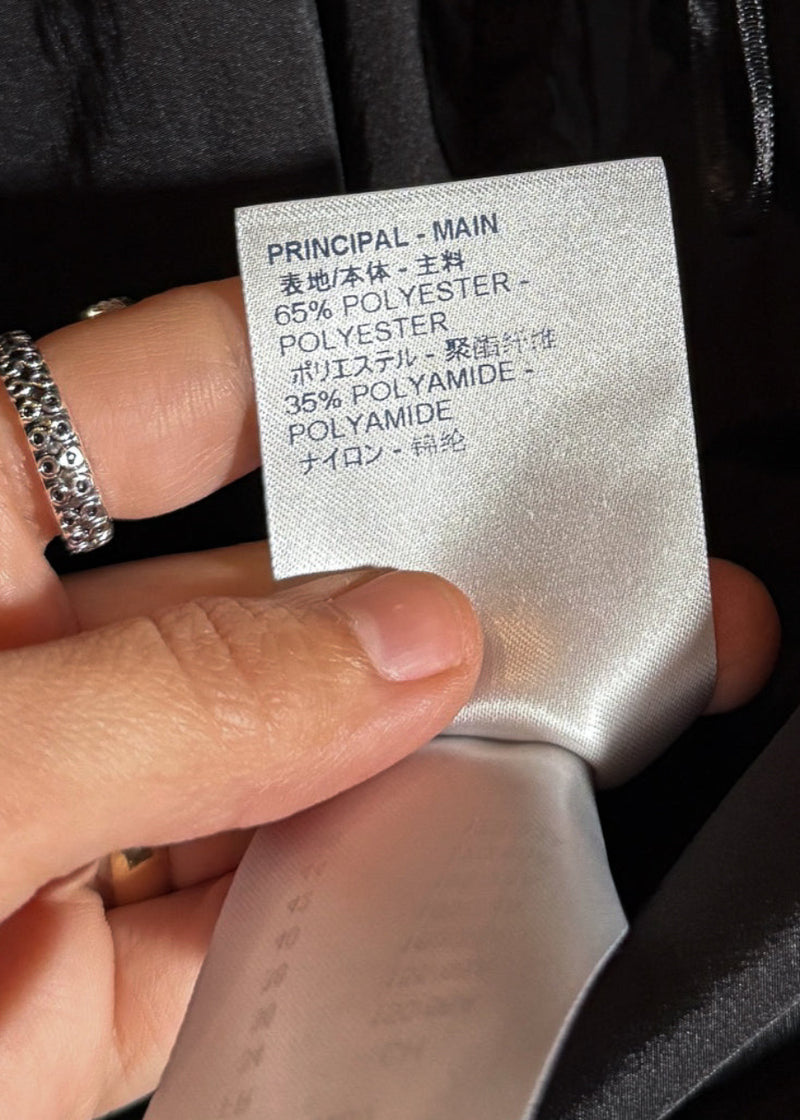 PRINCIPAL - MAIN
表地/本体 - 主料
65% POLYESTER -
POLYESTER
ポリエステル - 聚酯纤维
35% POLYAMIDE -
POLYAMIDE
ナイロン - 锦纶